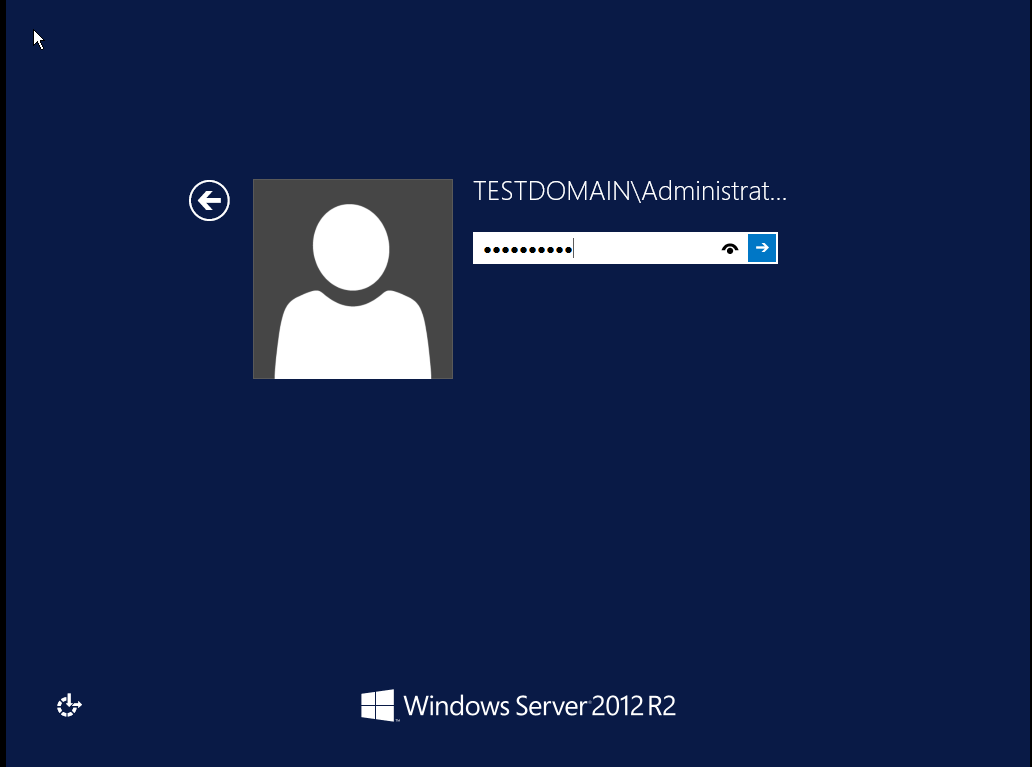 TESTDOMAIN\Administrat...
••••••••••
Windows Server 2012 R2